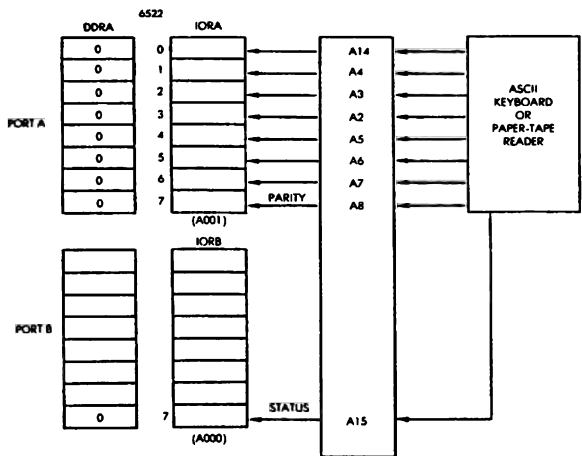 6522
DDRA IORA
0 0 A14
0 1 A4
0 2 A3
0 3 A2
0 4 A5
0 5 A6
0 6 A7
0 7 PARITY A8
PORT A
ASCII
KEYBOARD
OR
PAPER-TAPE
READER
(A001)
IORB
PORT B
0 7 STATUS A15
(A000)